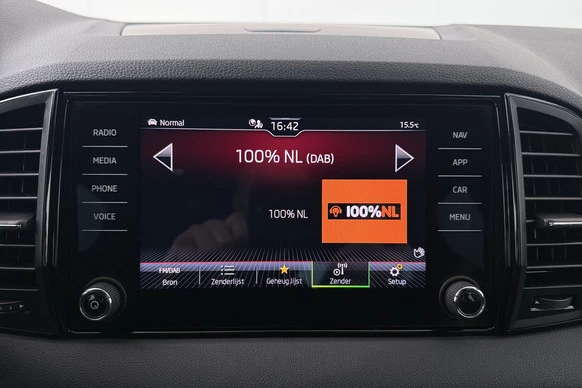 Normal
16:42
15.5℃
RADIO
MEDIA
PHONE
VOICE
NAV
APP
CAR
MENU
100% NL (DAB)
100% NL
100%NL
FM/DAB
Bron
Zenderlijst
Geheug.lijst
Zender
Setup